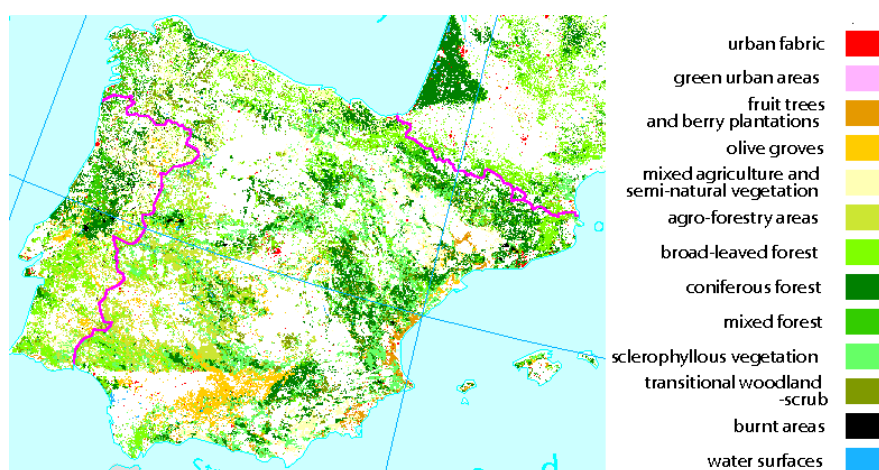 urban fabric
green urban areas
fruit trees
and berry plantations
olive groves
mixed agriculture and
semi-natural vegetation
agro-forestry areas
broad-leaved forest
coniferous forest
mixed forest
sclerophyllous vegetation
transitional woodland
-scrub
burnt areas
water surfaces